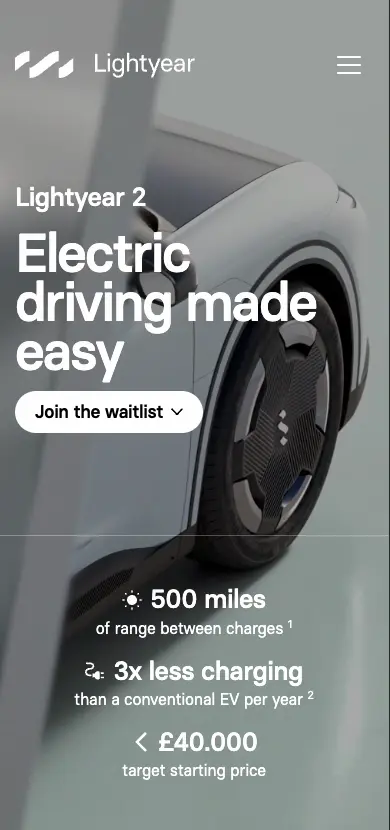 Lightyear
Lightyear 2
Electric
driving made
easy
Join the waitlist
500 miles
of range between charges ¹
3x less charging
than a conventional EV per year ²
< £40.000
target starting price